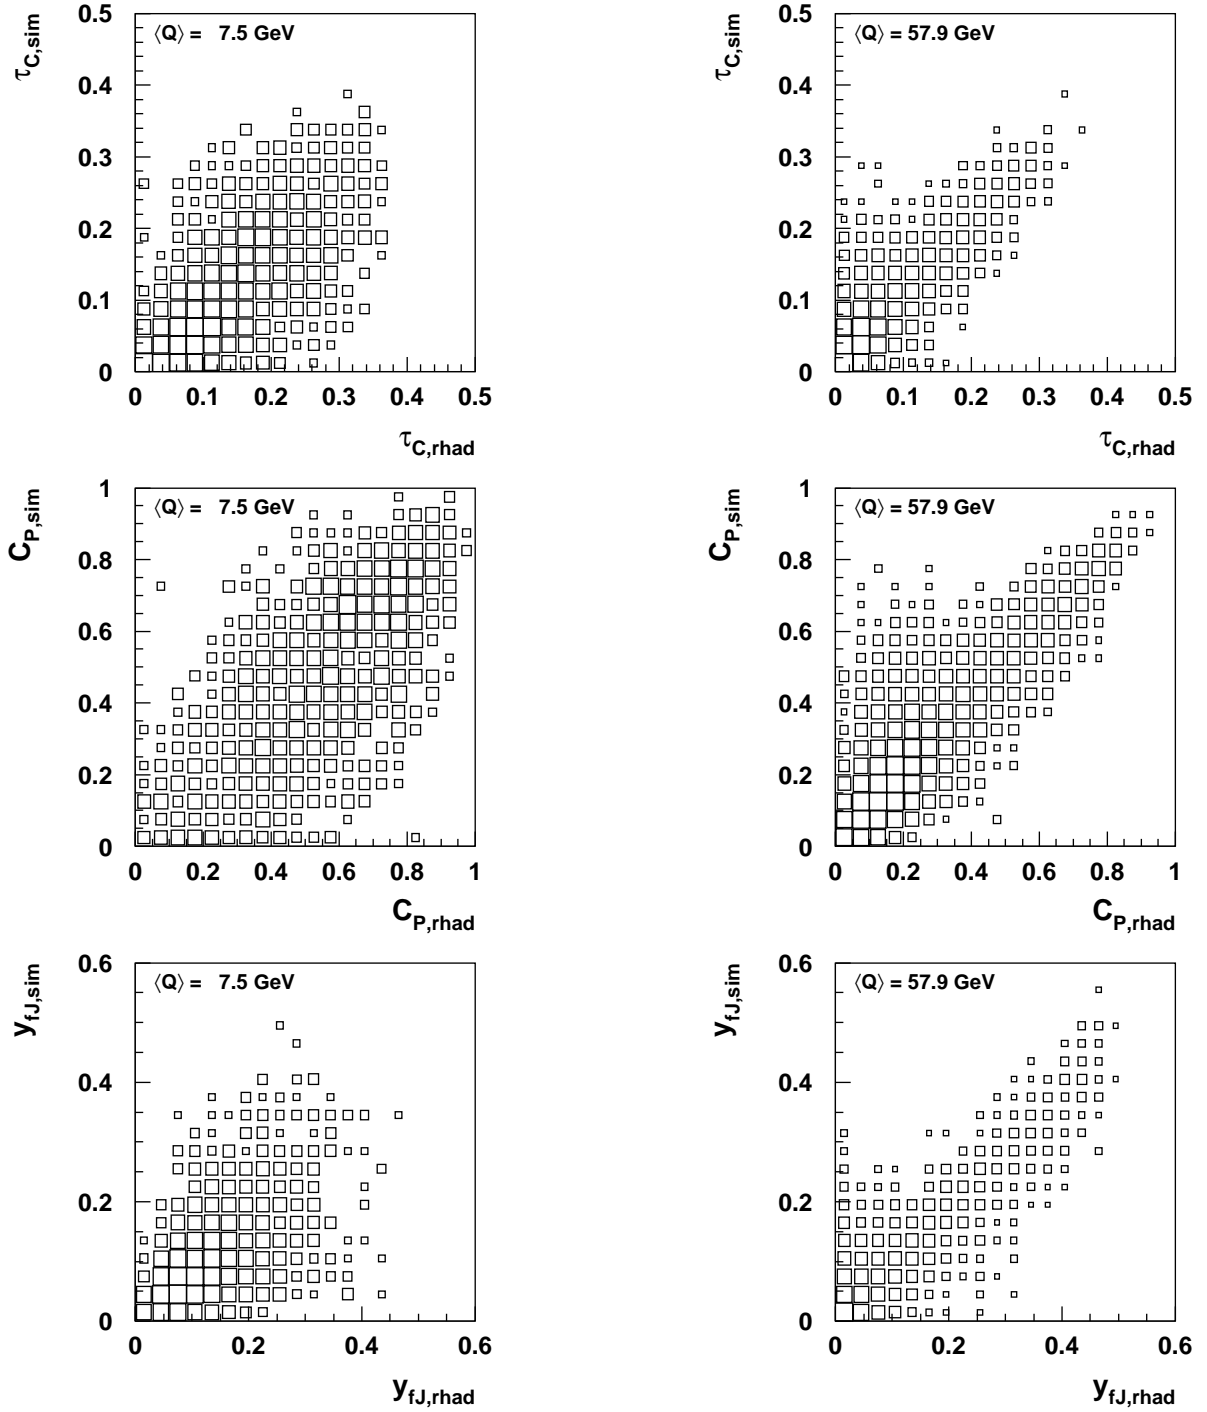 τC,sim
⟨Q⟩ = 7.5 GeV
0.5
0.4
0.3
0.2
0.1
0
0 0.1 0.2 0.3 0.4 0.5
τC,rhad
τC,sim
⟨Q⟩ = 57.9 GeV
0.5
0.4
0.3
0.2
0.1
0
0 0.1 0.2 0.3 0.4 0.5
τC,rhad
CP,sim
⟨Q⟩ = 7.5 GeV
1
0.8
0.6
0.4
0.2
0
0 0.2 0.4 0.6 0.8 1
CP,rhad
CP,sim
⟨Q⟩ = 57.9 GeV
1
0.8
0.6
0.4
0.2
0
0 0.2 0.4 0.6 0.8 1
CP,rhad
yfJ,sim
⟨Q⟩ = 7.5 GeV
0.6
0.4
0.2
0
0 0.2 0.4 0.6
yfJ,rhad
yfJ,sim
⟨Q⟩ = 57.9 GeV
0.6
0.4
0.2
0
0 0.2 0.4 0.6
yfJ,rhad